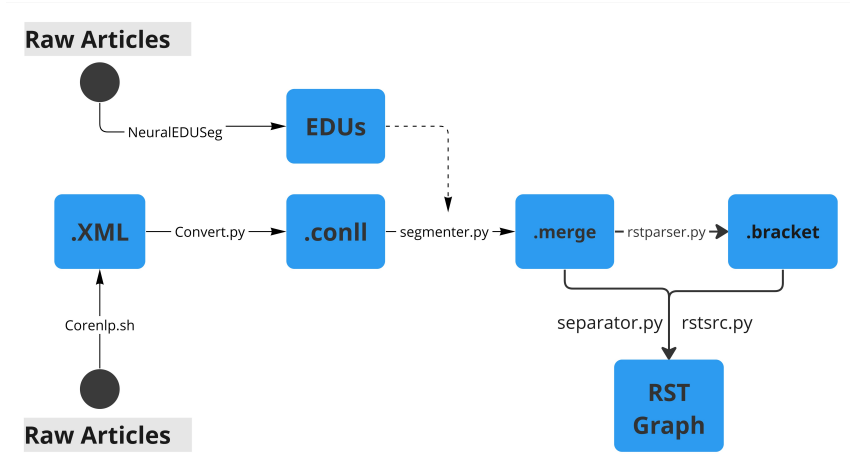 Raw Articles
NeuralEDUSeg
EDUs
.XML
Convert.py
.conll
segmenter.py
.merge
rstparser.py
.bracket
Corenlp.sh
separator.py
rstsrc.py
RST
Graph
Raw Articles